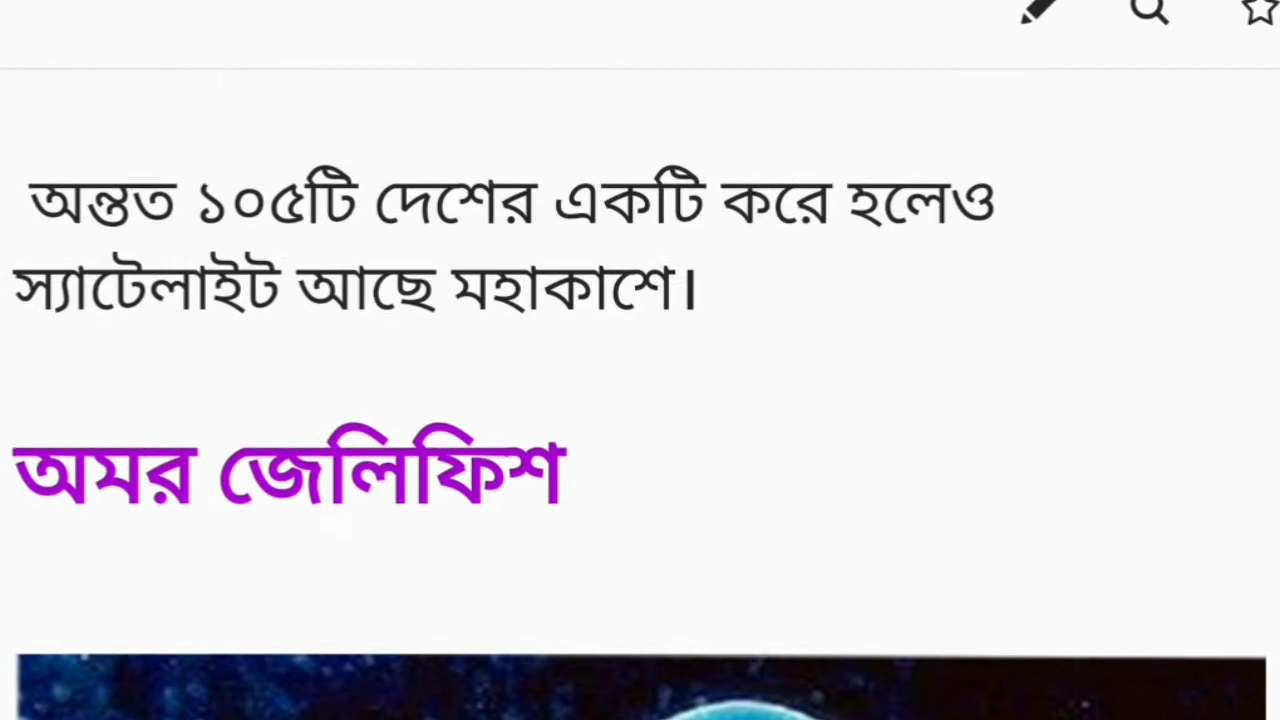 অন্তত ১০৫টি দেশের একটি করে হলেও
স্যাটেলাইট আছে মহাকাশে।
অমর জেলিফিশ